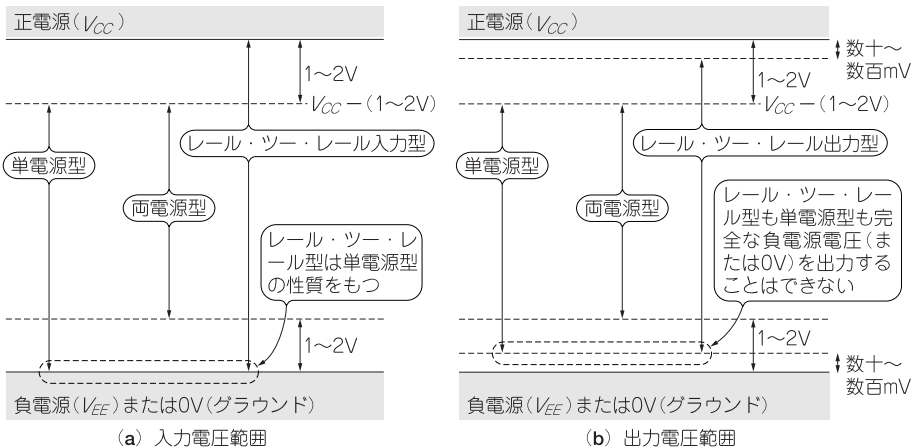 正電源(VCC)
1～2V
VCC－(1～2V)
レール・ツー・レール入力型
単電源型
両電源型
レール・ツー・レ
ール型は単電源型
の性質をもつ
1～2V
負電源(VEE)または0V(グラウンド)
(a) 入力電圧範囲
正電源(VCC)
数十～
数百mV
1～2V
VCC－(1～2V)
レール・ツー・レール出力型
単電源型
両電源型
レール・ツー・レー
ル型も単電源型も完
全な負電源電圧(ま
たは0V)を出力する
ことはできない
1～2V
数十～
数百mV
負電源(VEE)または0V(グラウンド)
(b) 出力電圧範囲